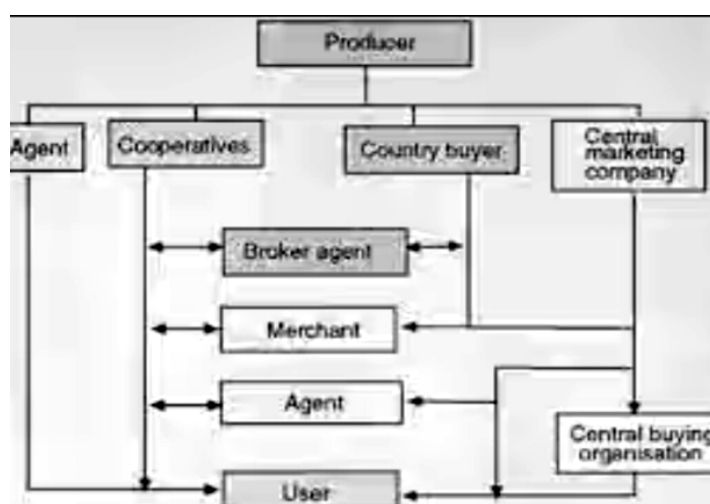 Producer
Agent
Cooperatives
Country buyer
Central
marketing
company
Broker agent
Merchant
Agent
Central buying
organisation
User